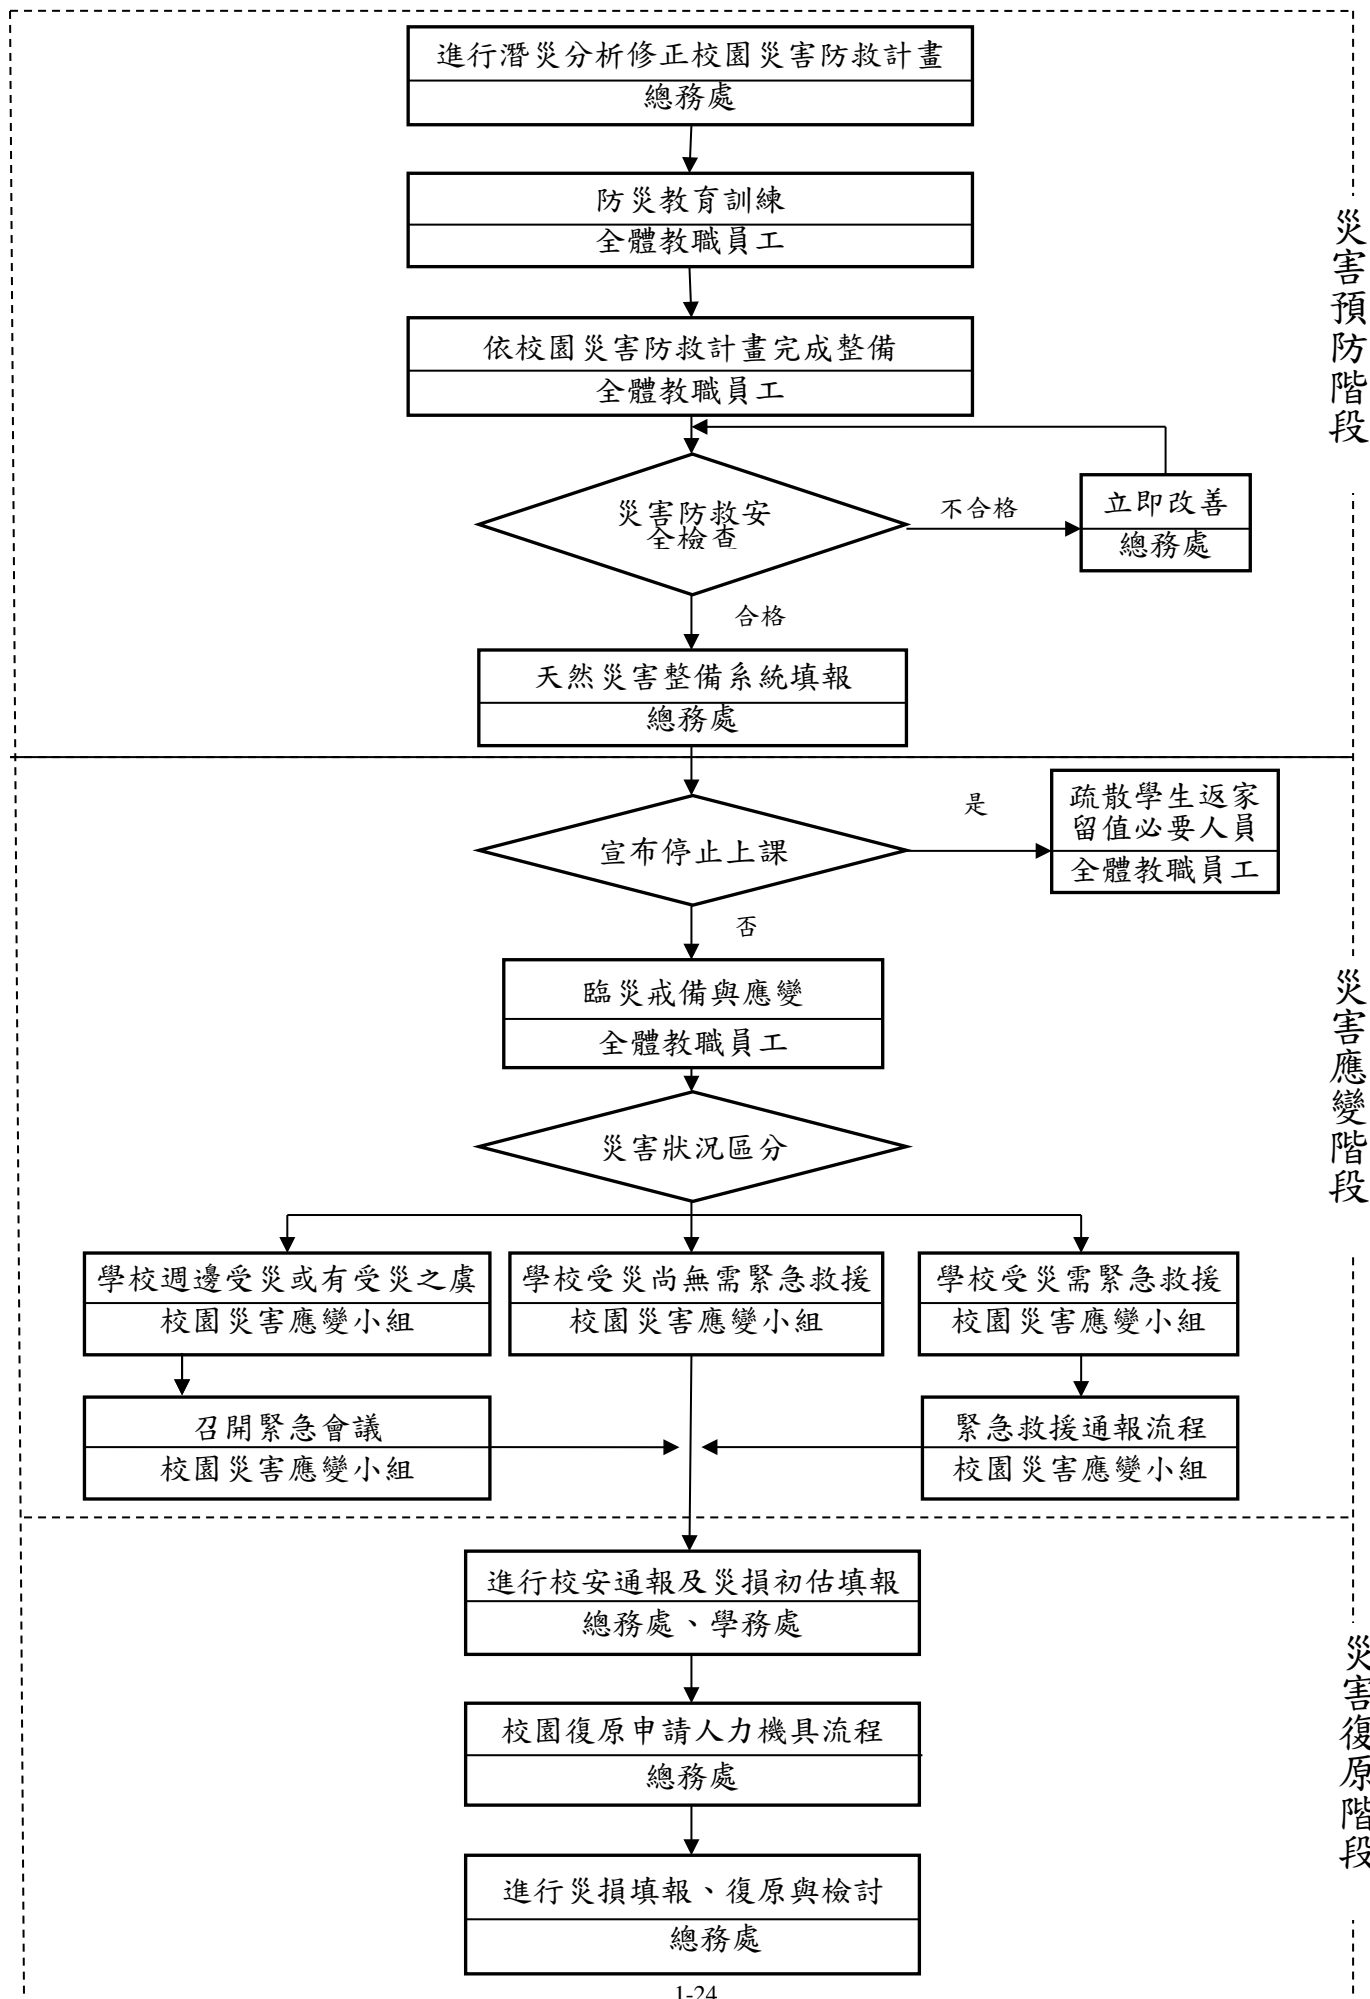 進行潛災分析修正校園災害防救計畫
總務處
防災教育訓練
全體教職員工
災害預防階段
依校園災害防救計畫完成整備
全體教職員工
災害防救安
全檢查
不合格
立即改善
總務處
合格
天然災害整備系統填報
總務處
宣布停止上課
是
疏散學生返家
留值必要人員
全體教職員工
否
臨災戒備與應變
全體教職員工
災害應變階段
災害狀況區分
學校週邊受災或有受災之虞
校園災害應變小組
學校受災尚無需緊急救援
校園災害應變小組
學校受災需緊急救援
校園災害應變小組
召開緊急會議
校園災害應變小組
緊急救援通報流程
校園災害應變小組
進行校安通報及災損初估填報
總務處、學務處
災害復原階段
校園復原申請人力機具流程
總務處
進行災損填報、復原與檢討
總務處
1-24